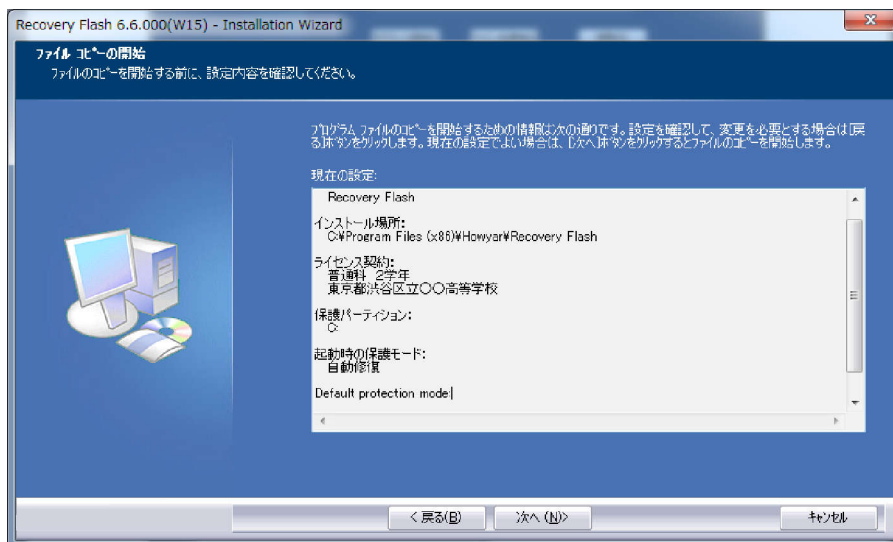 Recovery Flash 6.6.000(W15) - Installation Wizard
ファイル コピーの開始
ファイルのコピーを開始する前に、設定内容を確認してください。
プログラム ファイルのコピーを開始するための情報は次の通りです。設定を確認して、変更を必要とする場合は[戻
る]ボタンをクリックします。現在の設定でよい場合は、[次へ]ボタンをクリックするとファイルのコピーを開始します。
現在の設定:
Recovery Flash
インストール場所:
C:¥Program Files (x86)¥Howyar¥Recovery Flash
ライセンス契約:
普通科 2学年
東京都渋谷区立〇〇高等学校
保護パーティション:
C:
起動時の保護モード:
自動修復
Default protection mode:
< 戻る(B)
次へ (N)>
キャンセル